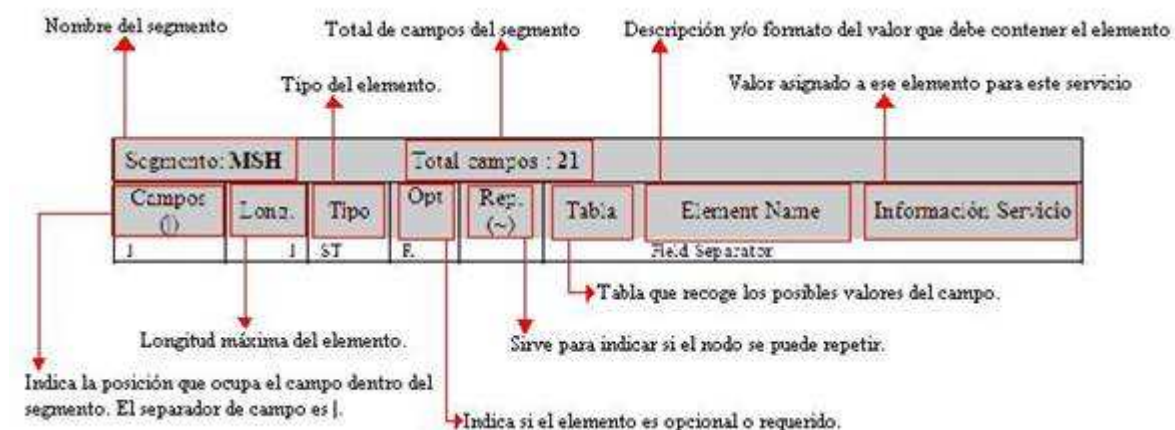 Nombre del segmento
Total de campos del segmento
Descripción y/o formato del valor que debe contener el elemento
Tipo del elemento.
Valor asignado a ese elemento para este servicio
Segmento: MSH
Total campos : 21
Campos
(|)
Long.
Tipo
Opt
Rep.
(~)
Tabla
Element Name
Información Servicio
1
1
ST
R
Field Separator
Tabla que recoge los posibles valores del campo.
Longitud máxima del elemento.
Sirve para indicar si el nodo se puede repetir.
Indica la posición que ocupa el campo dentro del
segmento. El separador de campo es |.
Indica si el elemento es opcional o requerido.